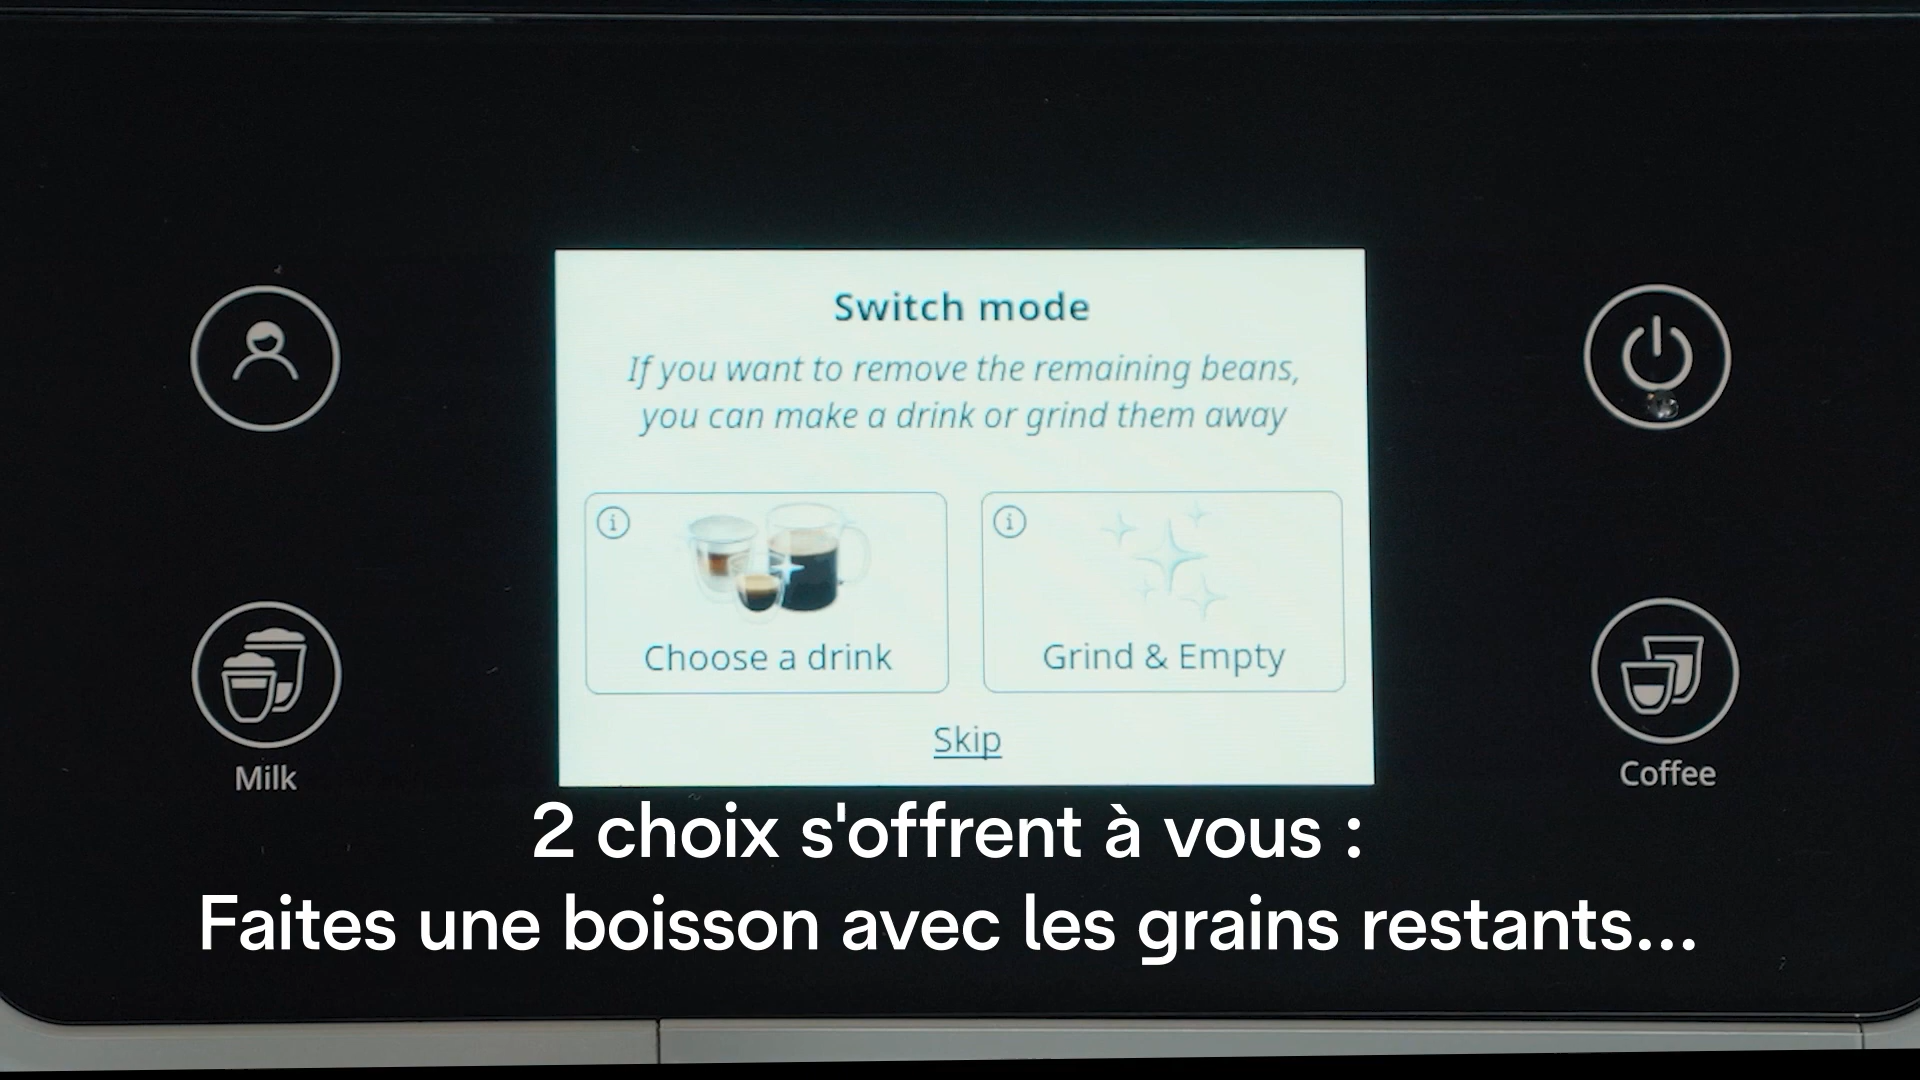 Switch mode
If you want to remove the remaining beans,
you can make a drink or grind them away
Choose a drink
Grind & Empty
Skip
Milk
Coffee
2 choix s'offrent à vous :
Faites une boisson avec les grains restants...